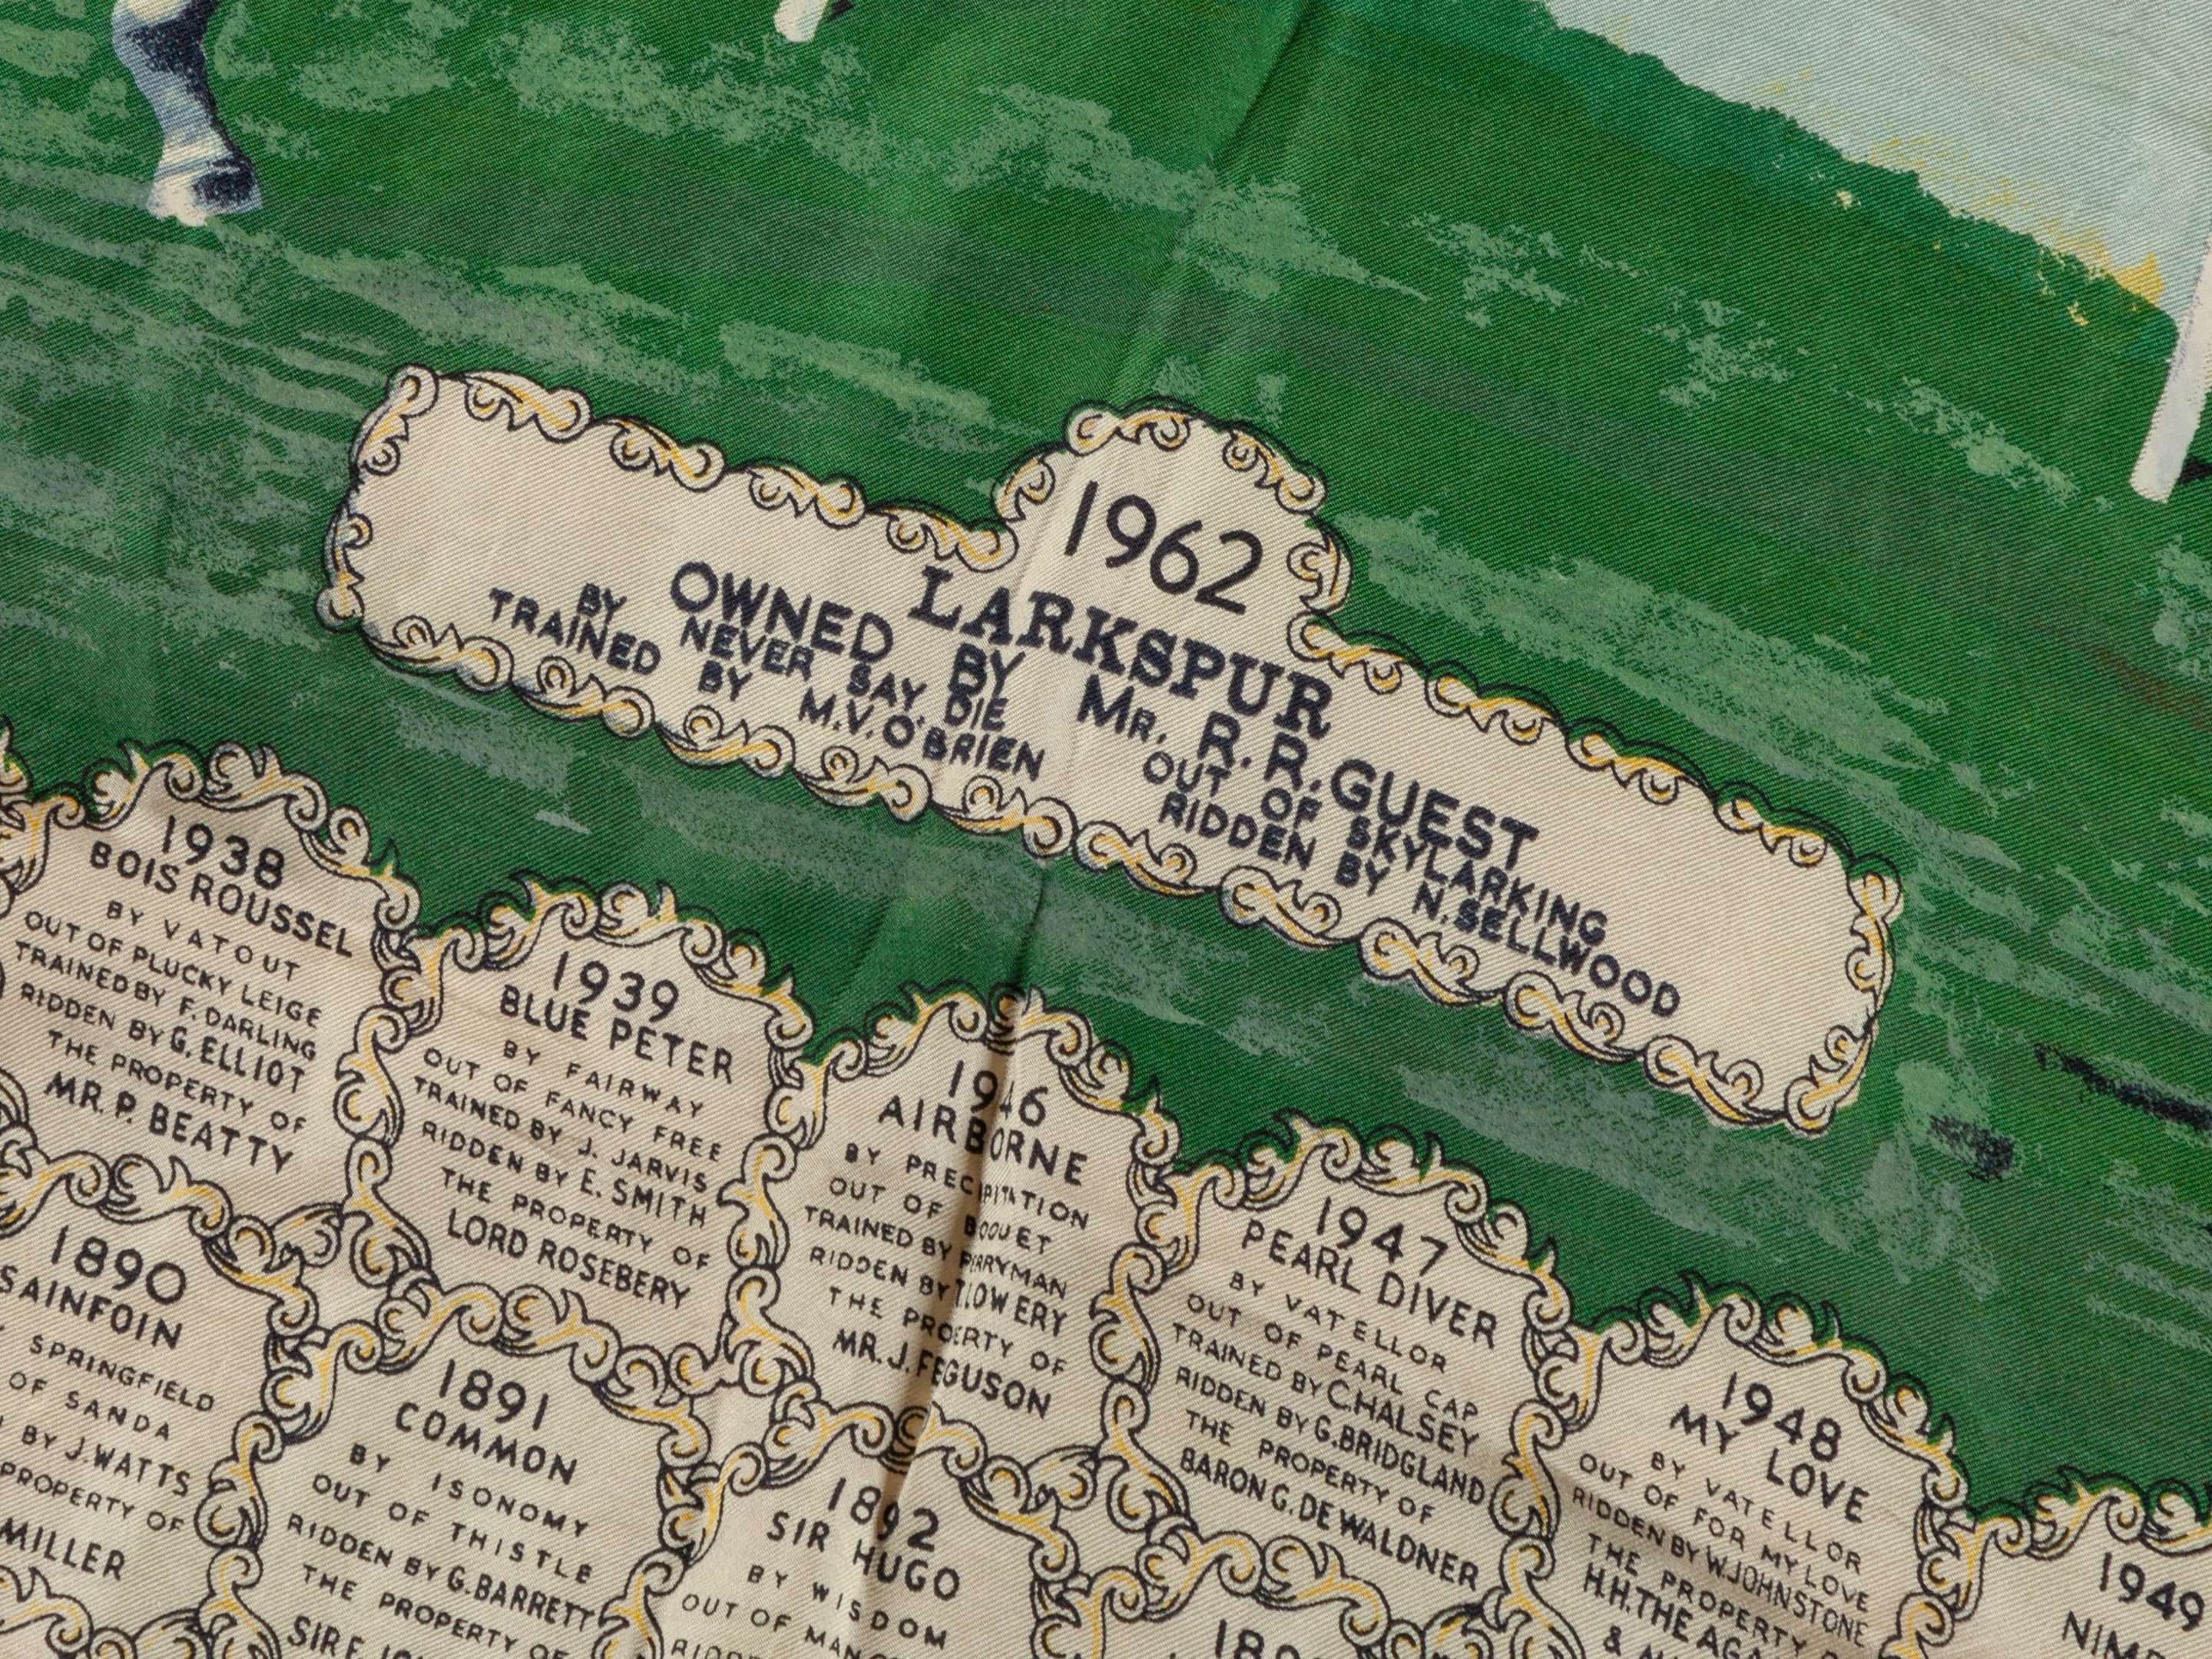 1962
LARKSPUR
OWNED BY MR. R.R. GUEST
BY NEVER SAY DIE OUT OF SKYLARKING
TRAINED BY M.V. O'BRIEN RIDDEN BY N. SELLWOOD
1938
BOIS ROUSSEL
BY VATOUT
OUT OF PLUCKY LEIGE
TRAINED BY F. DARLING
RIDDEN BY G. ELLIOT
THE PROPERTY OF
MR. P. BEATTY
1939
BLUE PETER
BY FAIRWAY
OUT OF FANCY FREE
TRAINED BY J. JARVIS
RIDDEN BY E. SMITH
THE PROPERTY OF
LORD ROSEBERY
1946
AIRBORNE
BY PRECIPITATION
OUT OF BOQUET
TRAINED BY PERRYMAN
RIDDEN BY T. LOWERY
THE PROPERTY OF
MR. J. FEGUSON
1947
PEARL DIVER
BY VATELLOR
OUT OF PEARL CAP
TRAINED BY C. HALSEY
RIDDEN BY G. BRIDGLAND
THE PROPERTY OF
BARON G. DE WALDNER
1948
MY LOVE
BY VATELLOR
OUT OF FOR MY LOVE
RIDDEN BY W. JOHNSTONE
THE PROPERTY
H.H. THE AGA
&
1949
1890
SAINFOIN
SPRINGFIELD
OF SANDA
BY J. WATTS
PROPERTY OF
MILLER
1891
COMMON
BY ISONOMY
OUT OF THISTLE
RIDDEN BY G. BARRETT
THE PROPERTY OF
SIR F.
1892
SIR HUGO
BY WISDOM
OUT OF